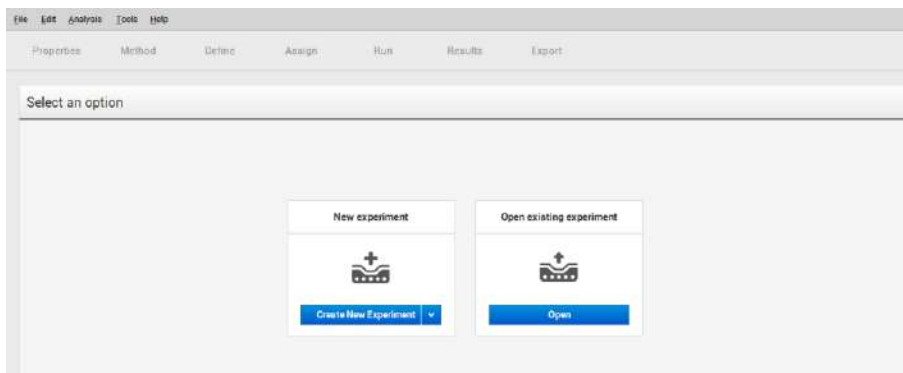 File Edit Analysis Tools Help
Properties Method Define Assign Run Results Export
Select an option
New experiment Open existing experiment
Create New Experiment Open